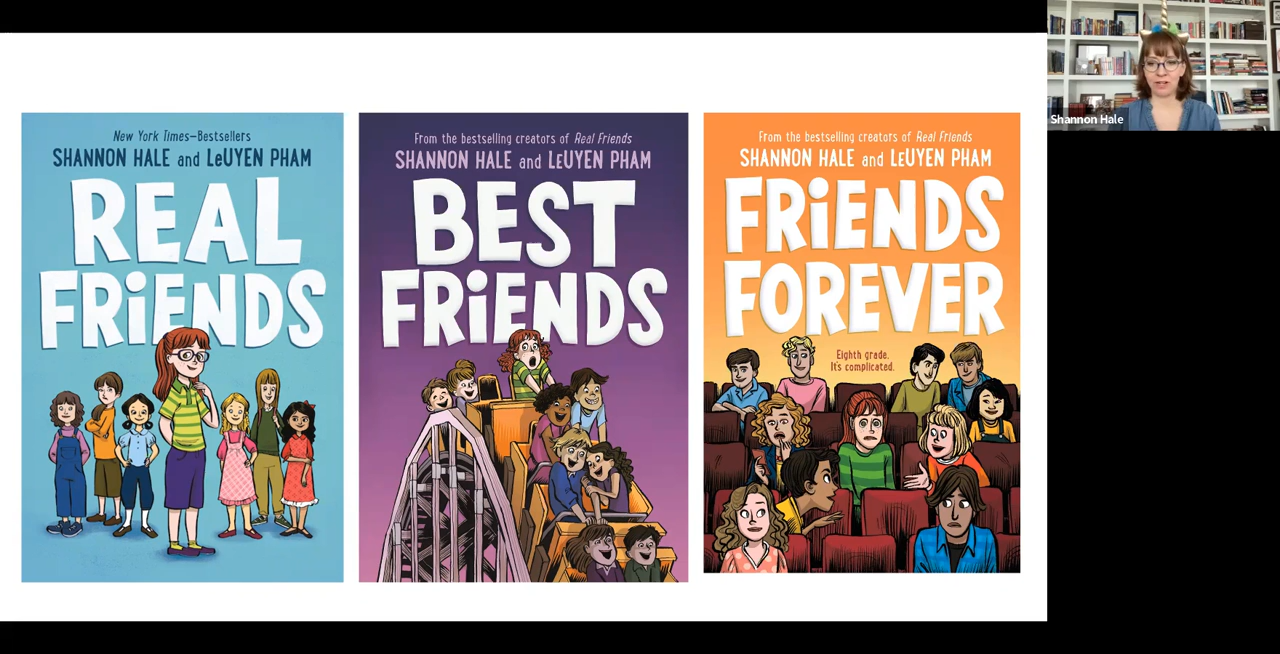 New York Times–Bestsellers
SHANNON HALE and LeUYEN PHAM
REAL
FRiENDS
From the bestselling creators of Real Friends
SHANNON HALE and LeUYEN PHAM
BEST
FRiENDS
From the bestselling creators of Real Friends
SHANNON HALE and LeUYEN PHAM
FRiENDS
FOREVER
Eighth grade.
It's complicated.
Shannon Hale